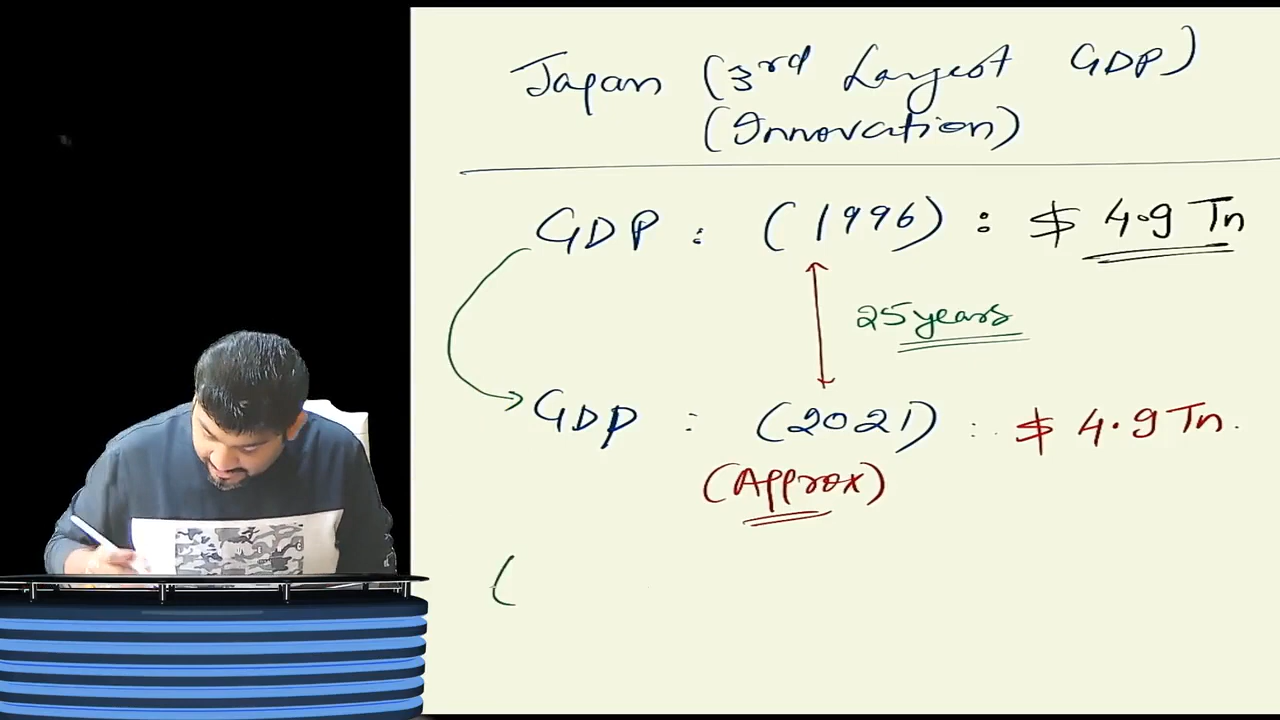 Japan (3rd Largest GDP)
(Innovation)
GDP : (1996) : $ 4.9 Tn
25 years
GDP : (2021) : $ 4.9 Tn.
(Approx)
(